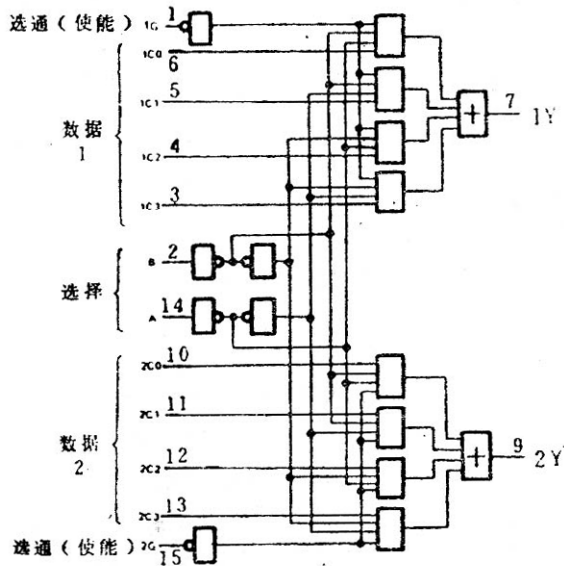 选通(使能) 1G 1
1C0 6
1C1 5
数据
1
1C2 4
1C3 3
7 1Y
B 2
选择
A 14
2C0 10
2C1 11
数据
2
2C2 12
2C3 13
9 2Y
选通(使能) 2G 15
+
+